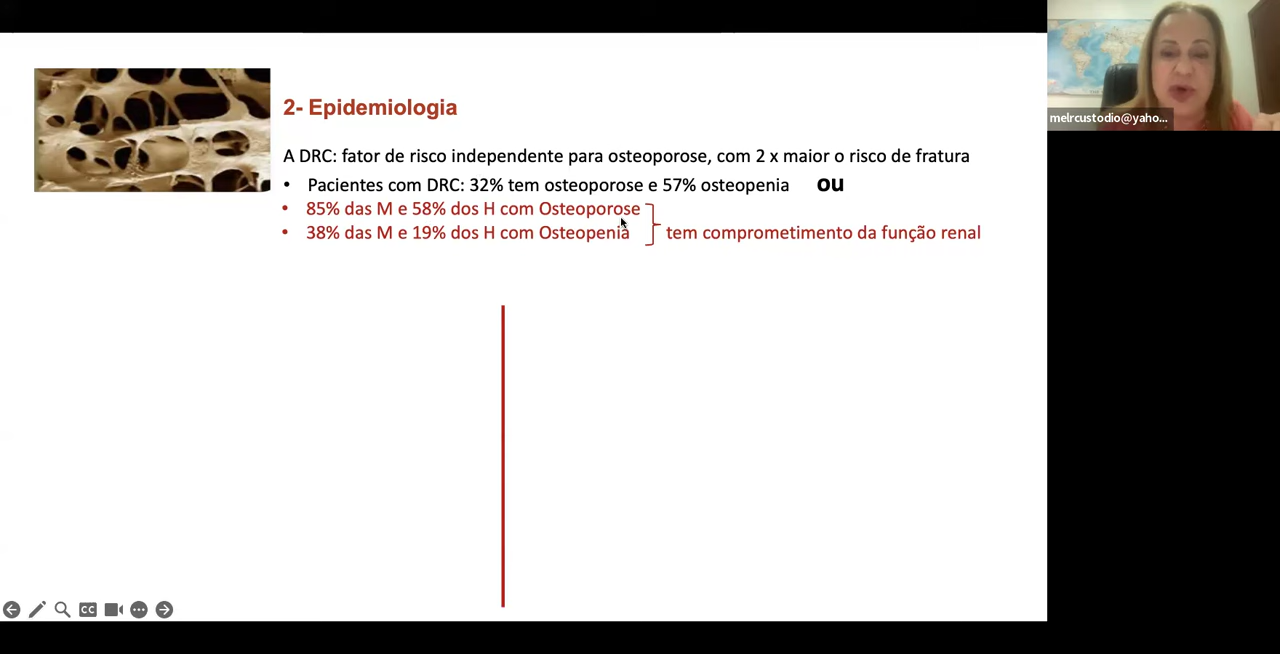 2- Epidemiologia
A DRC: fator de risco independente para osteoporose, com 2 x maior o risco de fratura
• Pacientes com DRC: 32% tem osteoporose e 57% osteopenia ou
• 85% das M e 58% dos H com Osteoporose
• 38% das M e 19% dos H com Osteopenia tem comprometimento da função renal
melrcustodio@yaho...
CC